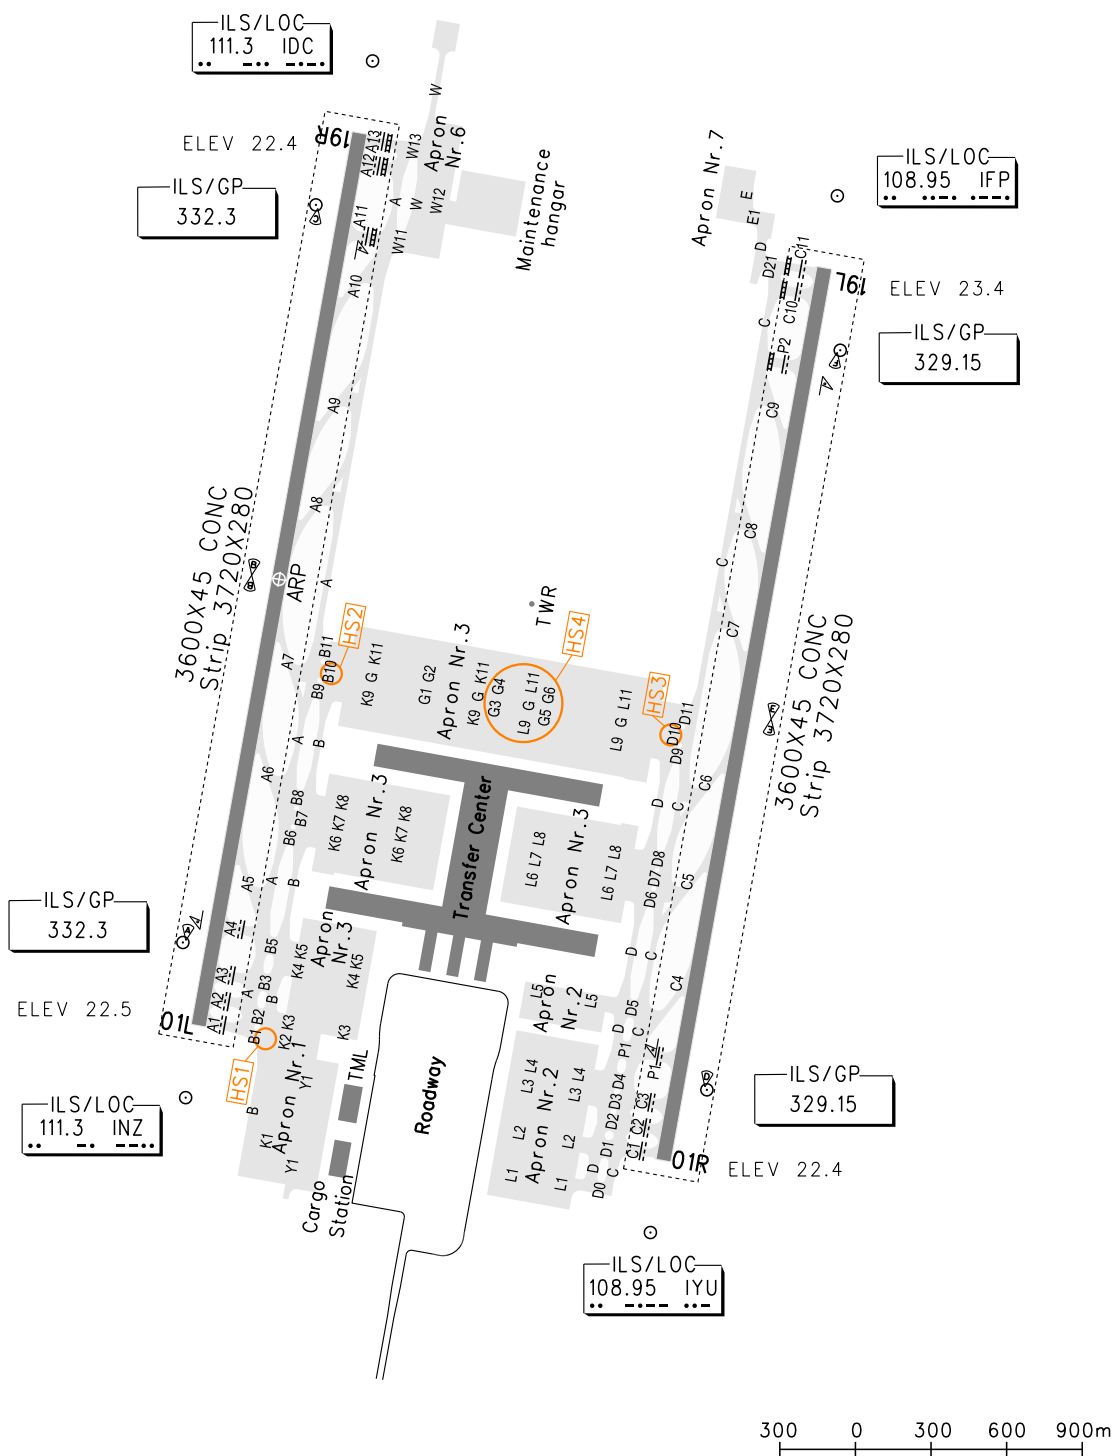 ILS/LOC
111.3 IDC
W
ELEV 22.4
19R
A12
A13
W13
Apron
Nr.6
Maintenance
hangar
Apron Nr.7
ILS/LOC
108.95 IFP
ILS/GP
332.3
A11
A
W
W12
W11
A10
E
E1
D
D21
C11
C10
C
19L
ELEV 23.4
P2
ILS/GP
329.15
C9
A9
A8
3600X45 CONC
Strip 3720X280
ARP
A
TWR
C8
C
C7
3600X45 CONC
Strip 3720X280
HS2
HS4
HS3
B11
B10
B9
A7
K11
G
K9
G2
G1
Apron Nr.3
K11
G
K9
G4
G3
L11
G
L9
G6
G5
L11
G
L9
D11
D10
D9
A
B
A6
D
C
C6
B8
B7
B6
K6 K7 K8
Apron Nr.3
K6 K7 K8
Transfer Center
L6 L7 L8
Apron Nr.3
L6 L7 L8
D6 D7 D8
C5
A5
A
B
ILS/GP
332.3
A4
B5
Apron
Nr.3
K4 K5
K4 K5
D
C
C4
A3
A2
A1
A
B3
B
B2
B1
K3
K2
K3
ELEV 22.5
01L
HS1
L5
L5
Apron
Nr.2
D5
D
C
P1
P1
TML
Roadway
Y1
Apron Nr.1
B
K1
Y1
L3 L4
L3 L4
L2
L2
L1
L1
Apron Nr.2
D4
D3
D2
D1
D
D0
C
C3
C2
C1
01R
ELEV 22.4
ILS/GP
329.15
ILS/LOC
111.3 INZ
Cargo
Station
ILS/LOC
108.95 IYU
300 0 300 600 900m